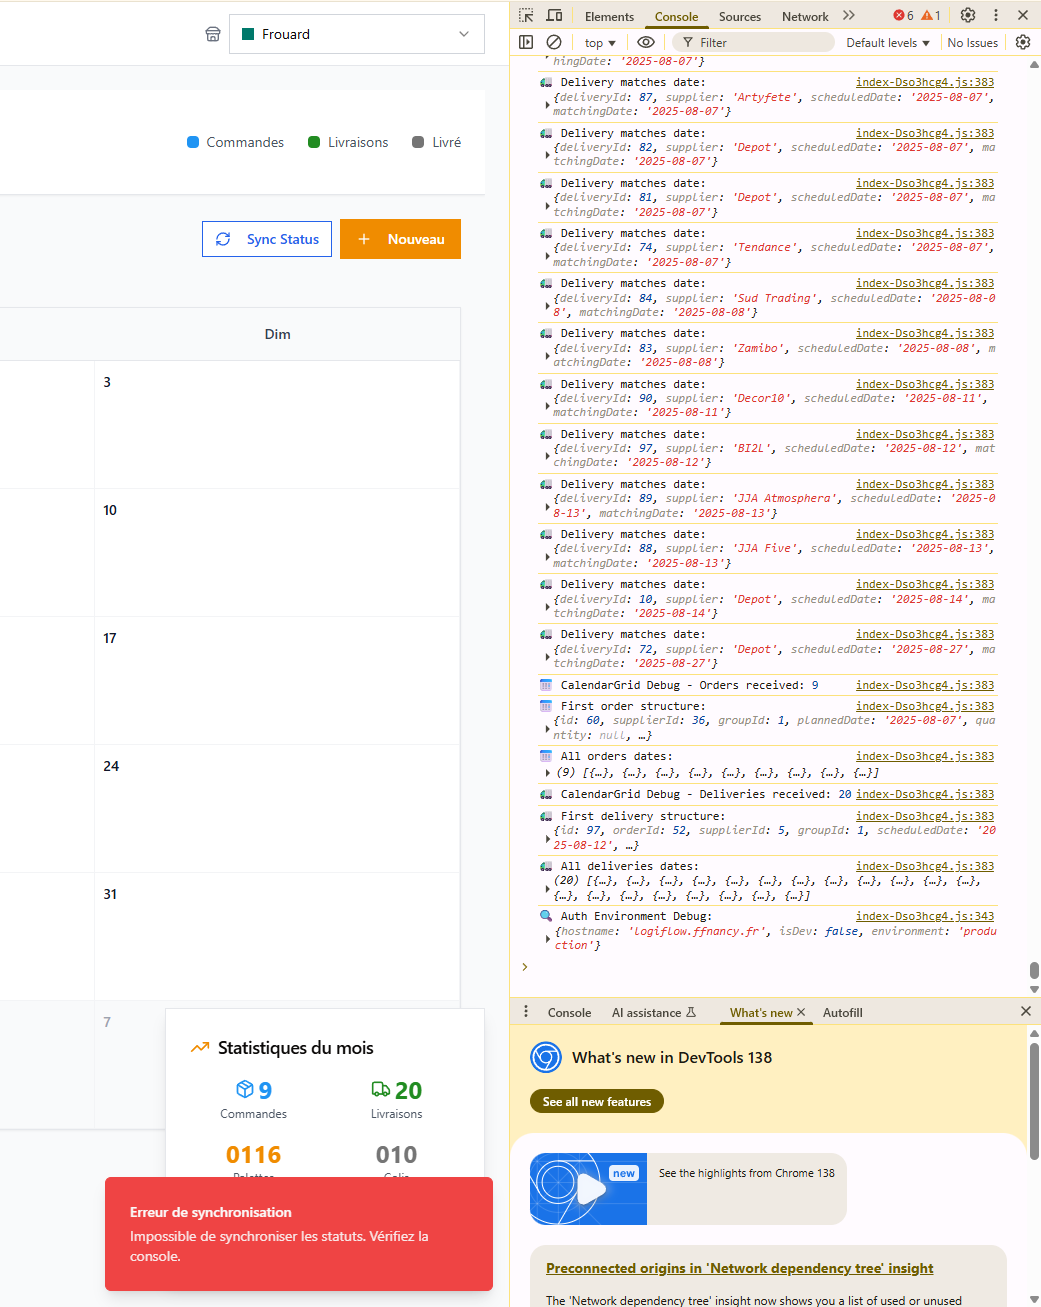 Frouard
Commandes
Livraisons
Livré
Sync Status
Nouveau
Dim
3
10
17
24
31
7
Statistiques du mois
9
Commandes
20
Livraisons
0116
010
Erreur de synchronisation
Impossible de synchroniser les statuts. Vérifiez la
console.
Elements
Console
Sources
Network
6
1
top
Filter
Default levels
No Issues
hingDate: '2025-08-07'}
Delivery matches date: index-Dso3hcg4.js:383
{deliveryId: 87, supplier: 'Artyfete', scheduledDate: '2025-08-07',
matchingDate: '2025-08-07'}
Delivery matches date: index-Dso3hcg4.js:383
{deliveryId: 82, supplier: 'Depot', scheduledDate: '2025-08-07', ma
tchingDate: '2025-08-07'}
Delivery matches date: index-Dso3hcg4.js:383
{deliveryId: 81, supplier: 'Depot', scheduledDate: '2025-08-07', ma
tchingDate: '2025-08-07'}
Delivery matches date: index-Dso3hcg4.js:383
{deliveryId: 74, supplier: 'Tendance', scheduledDate: '2025-08-07',
matchingDate: '2025-08-07'}
Delivery matches date: index-Dso3hcg4.js:383
{deliveryId: 84, supplier: 'Sud Trading', scheduledDate: '2025-08-0
8', matchingDate: '2025-08-08'}
Delivery matches date: index-Dso3hcg4.js:383
{deliveryId: 83, supplier: 'Zamibo', scheduledDate: '2025-08-08', m
atchingDate: '2025-08-08'}
Delivery matches date: index-Dso3hcg4.js:383
{deliveryId: 90, supplier: 'Decor10', scheduledDate: '2025-08-11',
matchingDate: '2025-08-11'}
Delivery matches date: index-Dso3hcg4.js:383
{deliveryId: 97, supplier: 'BI2L', scheduledDate: '2025-08-12', mat
chingDate: '2025-08-12'}
Delivery matches date: index-Dso3hcg4.js:383
{deliveryId: 89, supplier: 'JJA Atmosphera', scheduledDate: '2025-0
8-13', matchingDate: '2025-08-13'}
Delivery matches date: index-Dso3hcg4.js:383
{deliveryId: 88, supplier: 'JJA Five', scheduledDate: '2025-08-13',
matchingDate: '2025-08-13'}
Delivery matches date: index-Dso3hcg4.js:383
{deliveryId: 10, supplier: 'Depot', scheduledDate: '2025-08-14', ma
tchingDate: '2025-08-14'}
Delivery matches date: index-Dso3hcg4.js:383
{deliveryId: 72, supplier: 'Depot', scheduledDate: '2025-08-27', ma
tchingDate: '2025-08-27'}
CalendarGrid Debug - Orders received: 9 index-Dso3hcg4.js:383
First order structure: index-Dso3hcg4.js:383
{id: 60, supplierId: 36, groupId: 1, plannedDate: '2025-08-07', qua
ntity: null, …}
All orders dates: index-Dso3hcg4.js:383
(9) [{…}, {…}, {…}, {…}, {…}, {…}, {…}, {…}, {…}]
CalendarGrid Debug - Deliveries received: 20 index-Dso3hcg4.js:383
First delivery structure: index-Dso3hcg4.js:383
{id: 97, orderId: 52, supplierId: 5, groupId: 1, scheduledDate: '20
25-08-12', …}
All deliveries dates: index-Dso3hcg4.js:383
(20) [{…}, {…}, {…}, {…}, {…}, {…}, {…}, {…}, {…}, {…}, {…}, {…},
{…}, {…}, {…}, {…}, {…}, {…}, {…}, {…}]
Auth Environment Debug: index-Dso3hcg4.js:343
{hostname: 'logiflow.ffnancy.fr', isDev: false, environment: 'produ
ction'}
Console
AI assistance
What's new
Autofill
What's new in DevTools 138
See all new features
new
See the highlights from Chrome 138
Preconnected origins in 'Network dependency tree' insight
The 'Network dependency tree' insight now shows you a list of used or unused